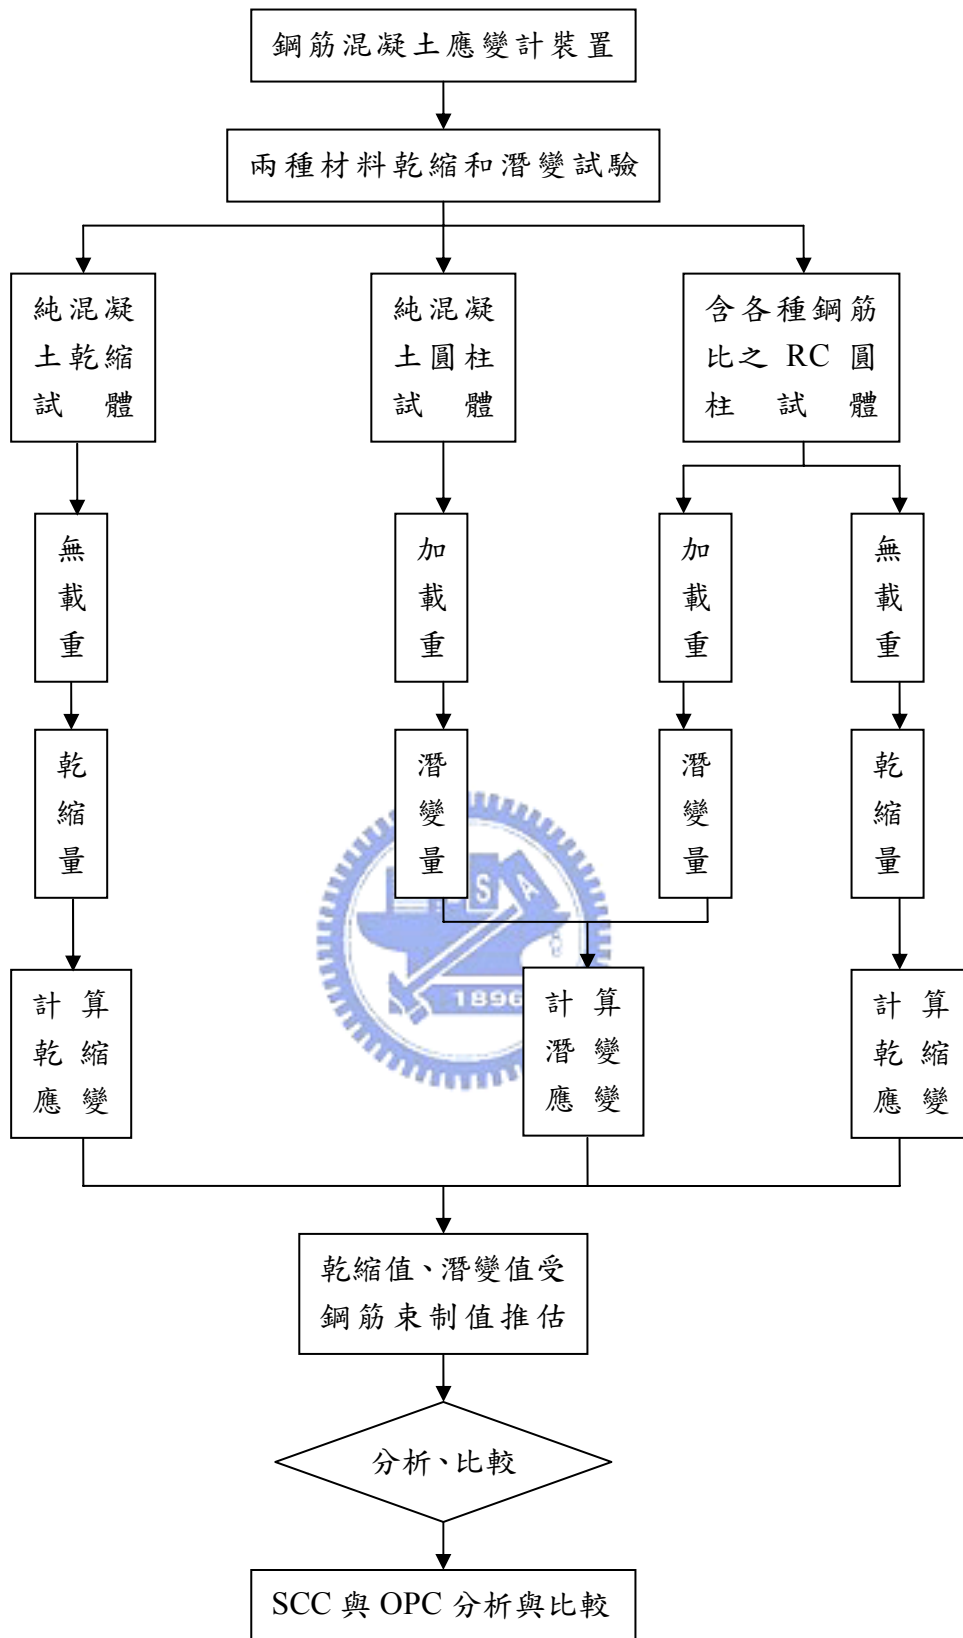 鋼筋混凝土應變計裝置
兩種材料乾縮和潛變試驗
純混凝
土乾縮
試體
純混凝
土圓柱
試體
含各種鋼筋
比之 RC 圓
柱試體
無
載
重
加
載
重
加
載
重
無
載
重
乾
縮
量
潛
變
量
潛
變
量
乾
縮
量
S A
1896
計算
乾縮
應變
計算
潛變
應變
計算
乾縮
應變
乾縮值、潛變值受
鋼筋束制值推估
分析、比較
SCC 與 OPC 分析與比較